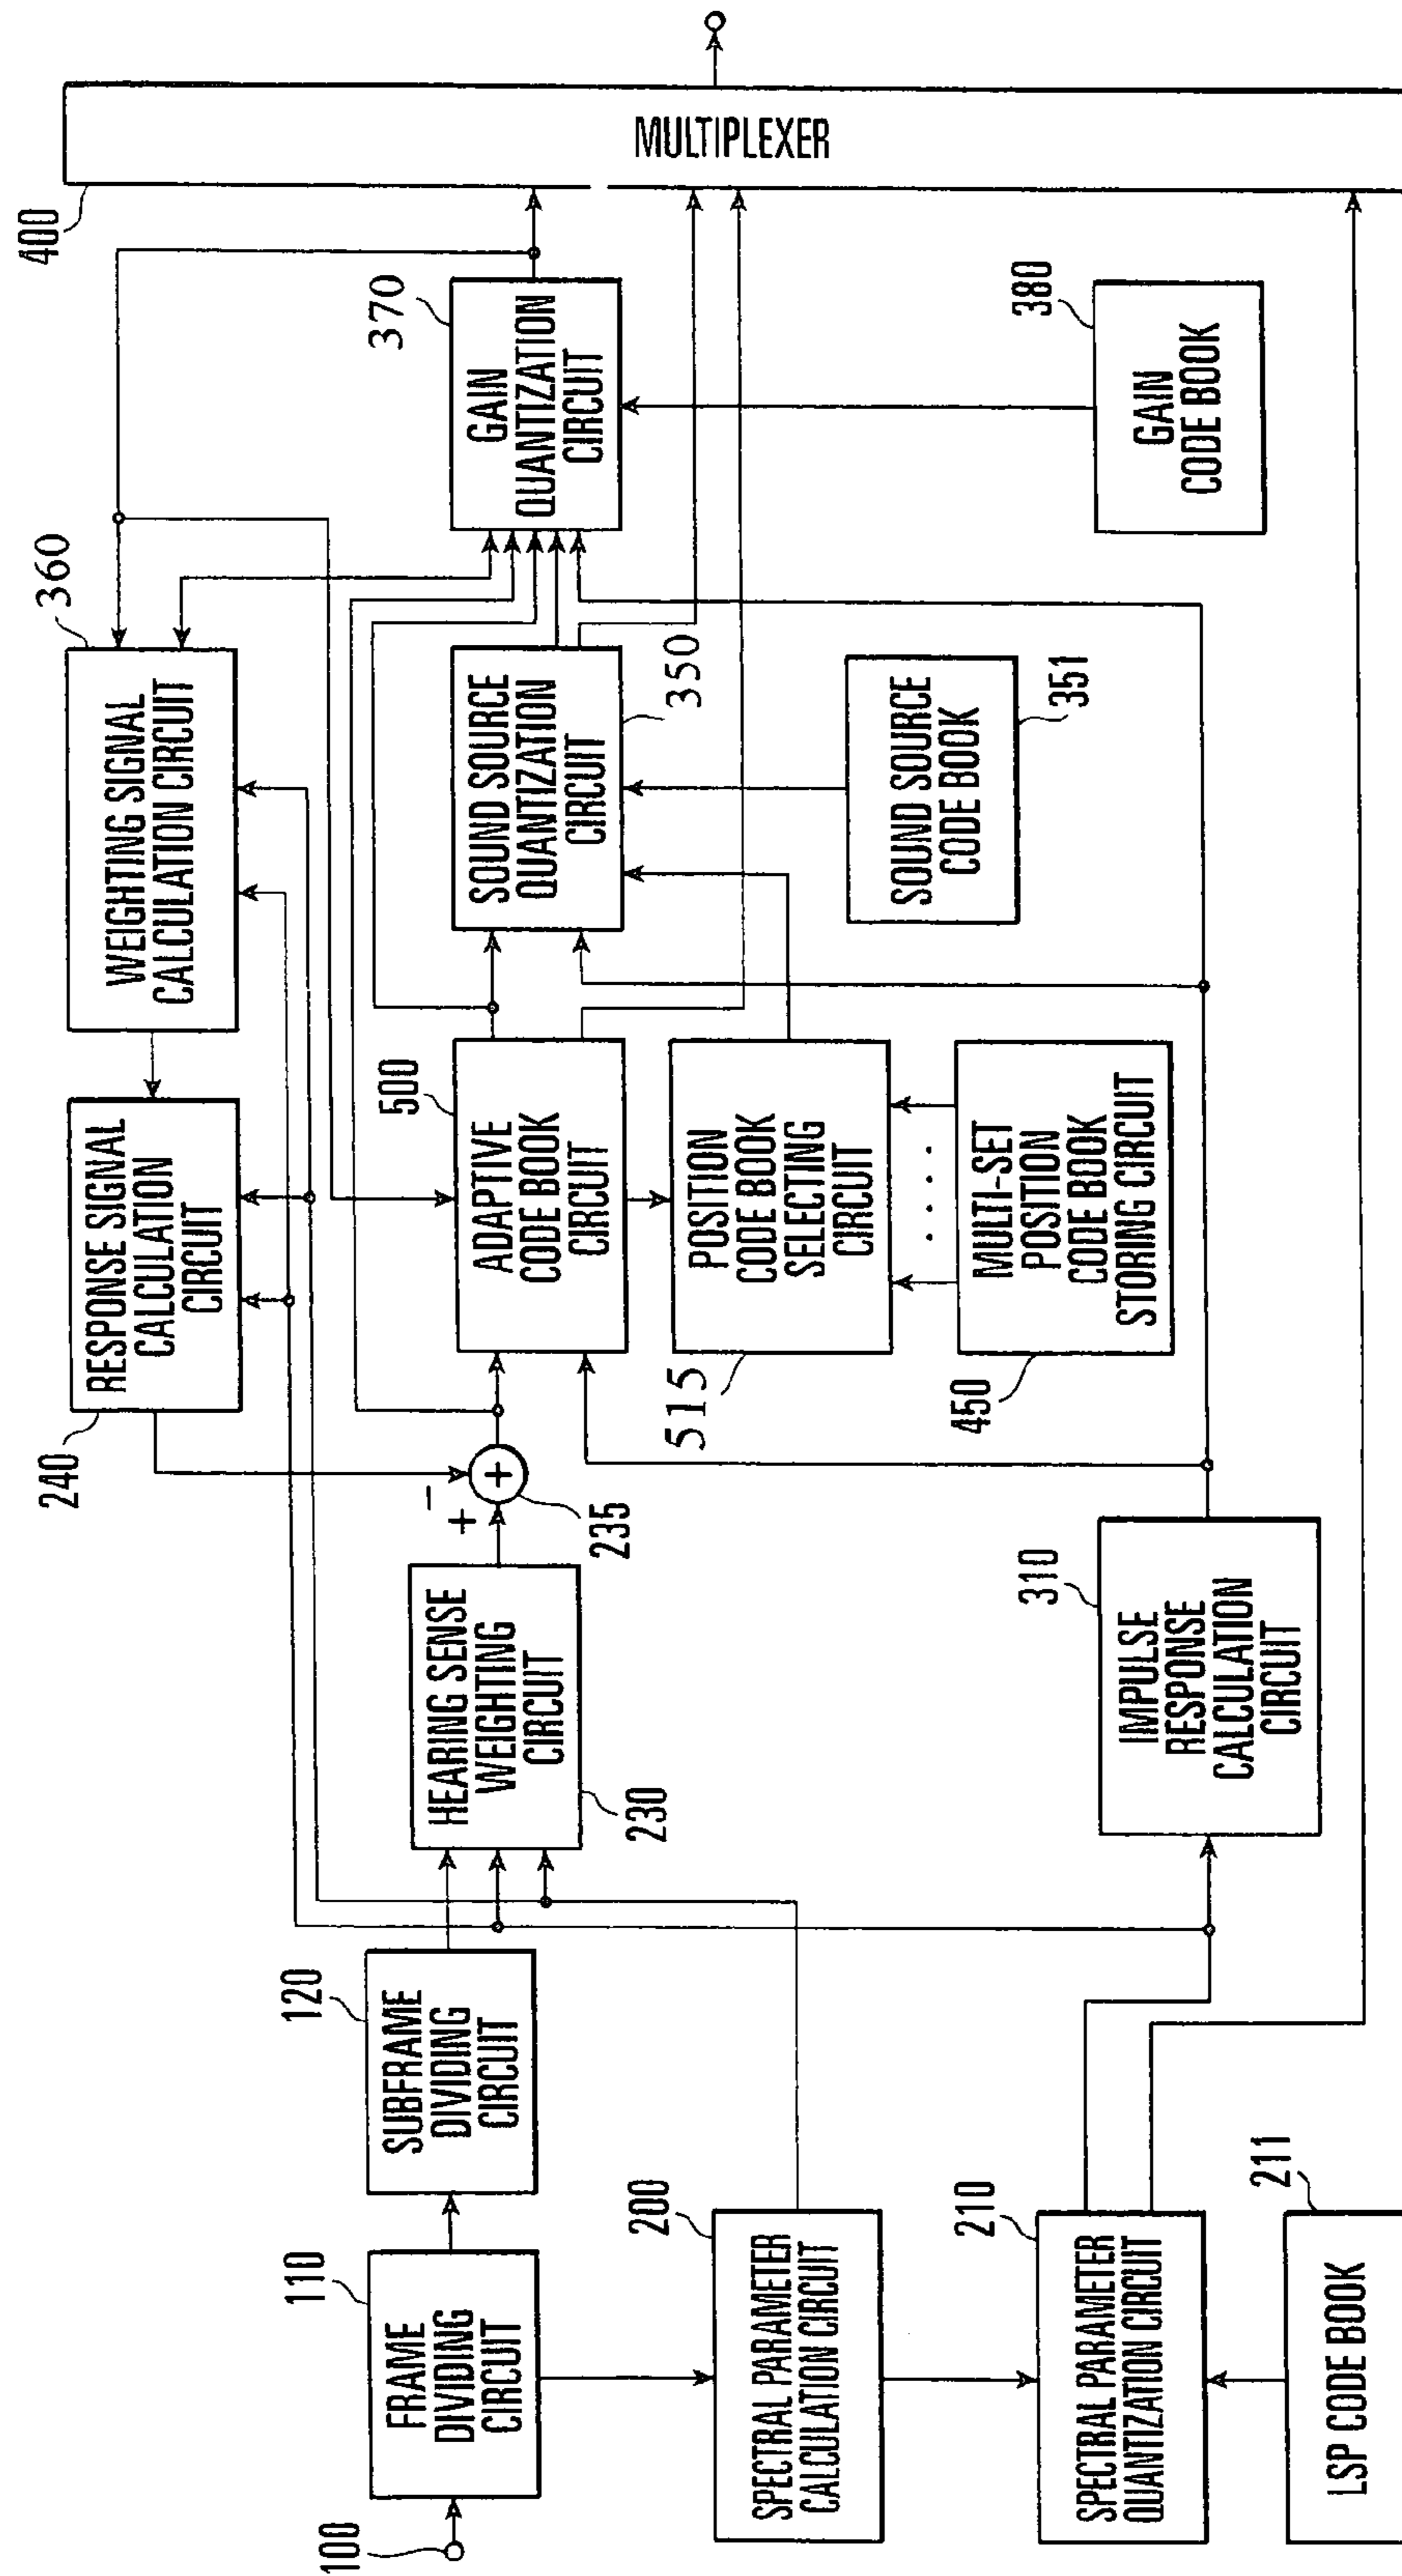 100
110
FRAME
DIVIDING
CIRCUIT
120
SUBFRAME
DIVIDING
CIRCUIT
200
SPECTRAL PARAMETER
CALCULATION CIRCUIT
210
SPECTRAL PARAMETER
QUANTIZATION CIRCUIT
211
LSP CODE BOOK
HEARING SENSE
WEIGHTING
CIRCUIT
230
+
−
+
235
240
RESPONSE SIGNAL
CALCULATION
CIRCUIT
310
IMPULSE
RESPONSE
CALCULATION
CIRCUIT
500
ADAPTIVE
CODE BOOK
CIRCUIT
515
POSITION
CODE BOOK
SELECTING
CIRCUIT
. . . .
450
MULTI-SET
POSITION
CODE BOOK
STORING CIRCUIT
360
WEIGHTING SIGNAL
CALCULATION CIRCUIT
SOUND SOURCE
QUANTIZATION
CIRCUIT
350
SOUND SOURCE
CODE BOOK
351
370
GAIN
QUANTIZATION
CIRCUIT
380
GAIN
CODE BOOK
400
MULTIPLEXER